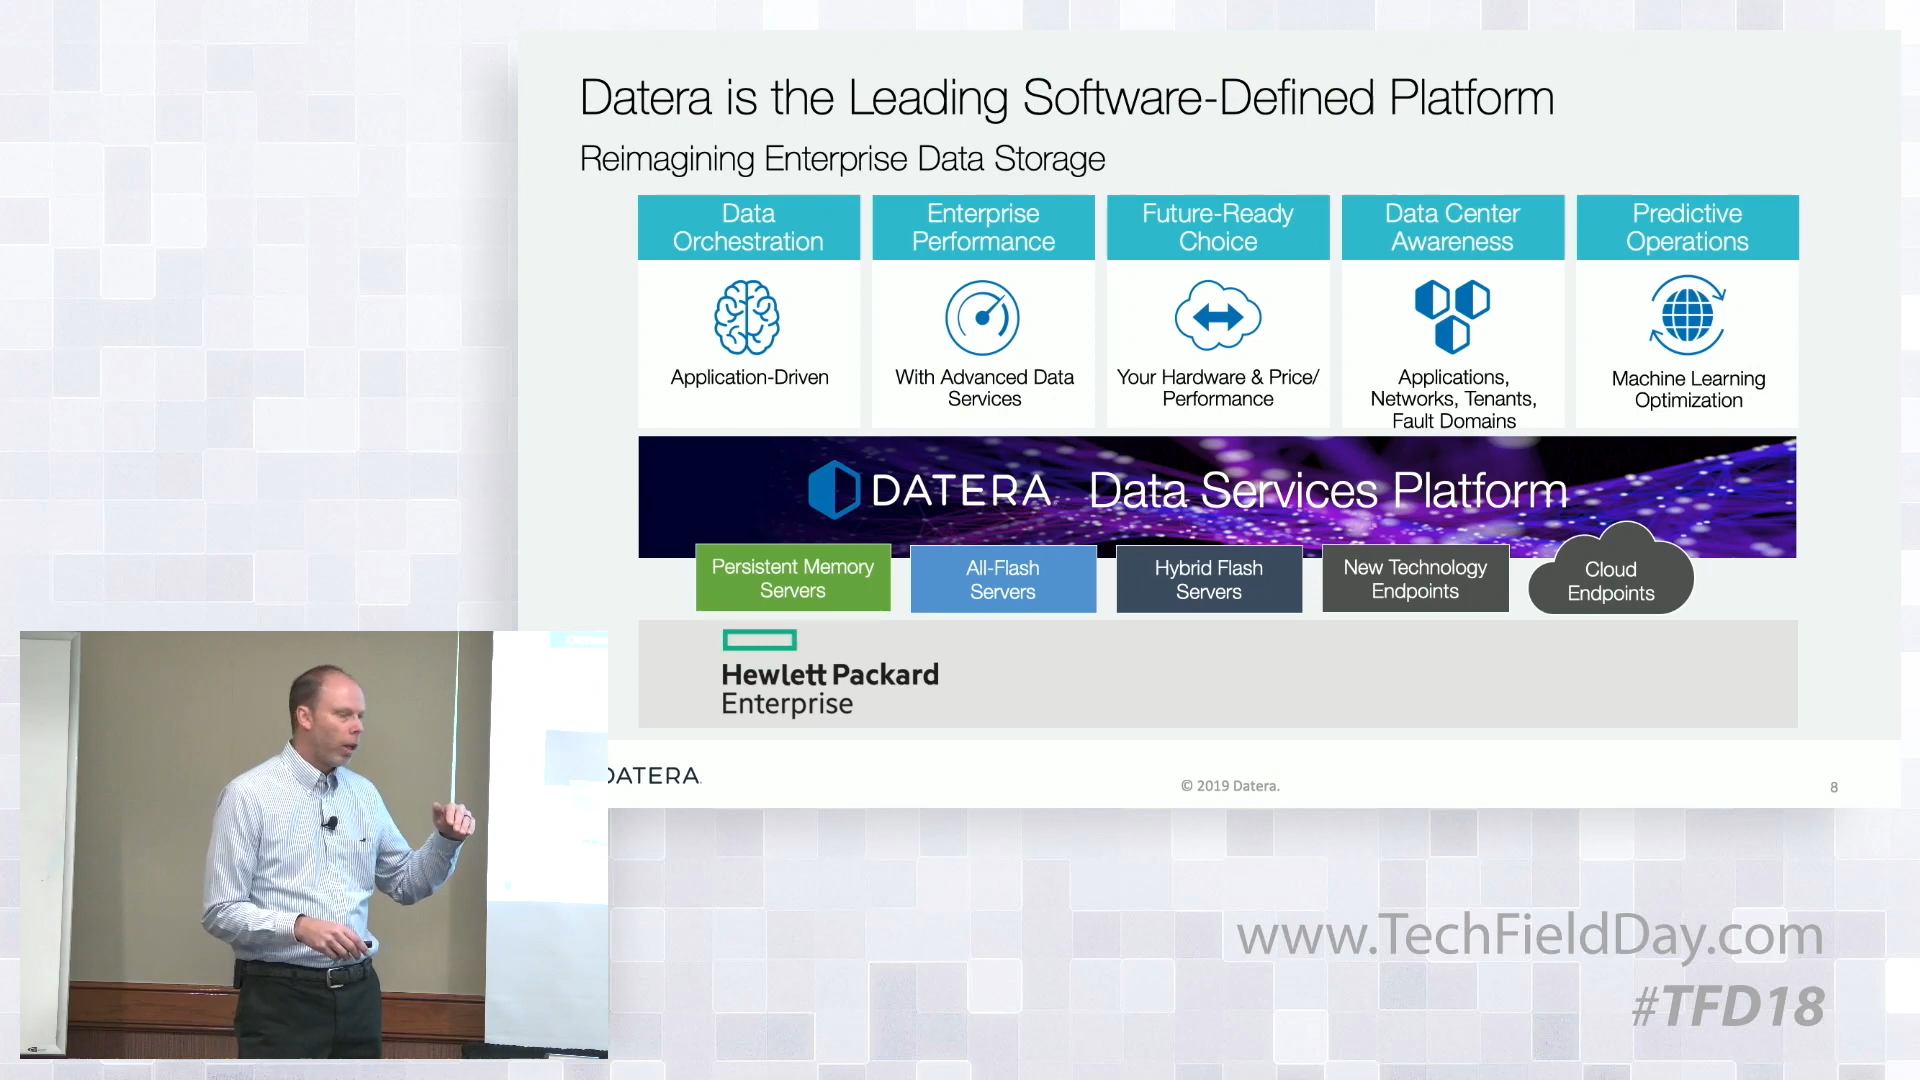 Datera is the Leading Software-Defined Platform
Reimagining Enterprise Data Storage
Data
Orchestration
Application-Driven
Enterprise
Performance
With Advanced Data
Services
Future-Ready
Choice
Your Hardware & Price/
Performance
Data Center
Awareness
Applications,
Networks, Tenants,
Fault Domains
Predictive
Operations
Machine Learning
Optimization
DATERA Data Services Platform
Persistent Memory
Servers
All-Flash
Servers
Hybrid Flash
Servers
New Technology
Endpoints
Cloud
Endpoints
Hewlett Packard
Enterprise
DATERA
© 2019 Datera.
8
www.TechFieldDay.com
#TFD18